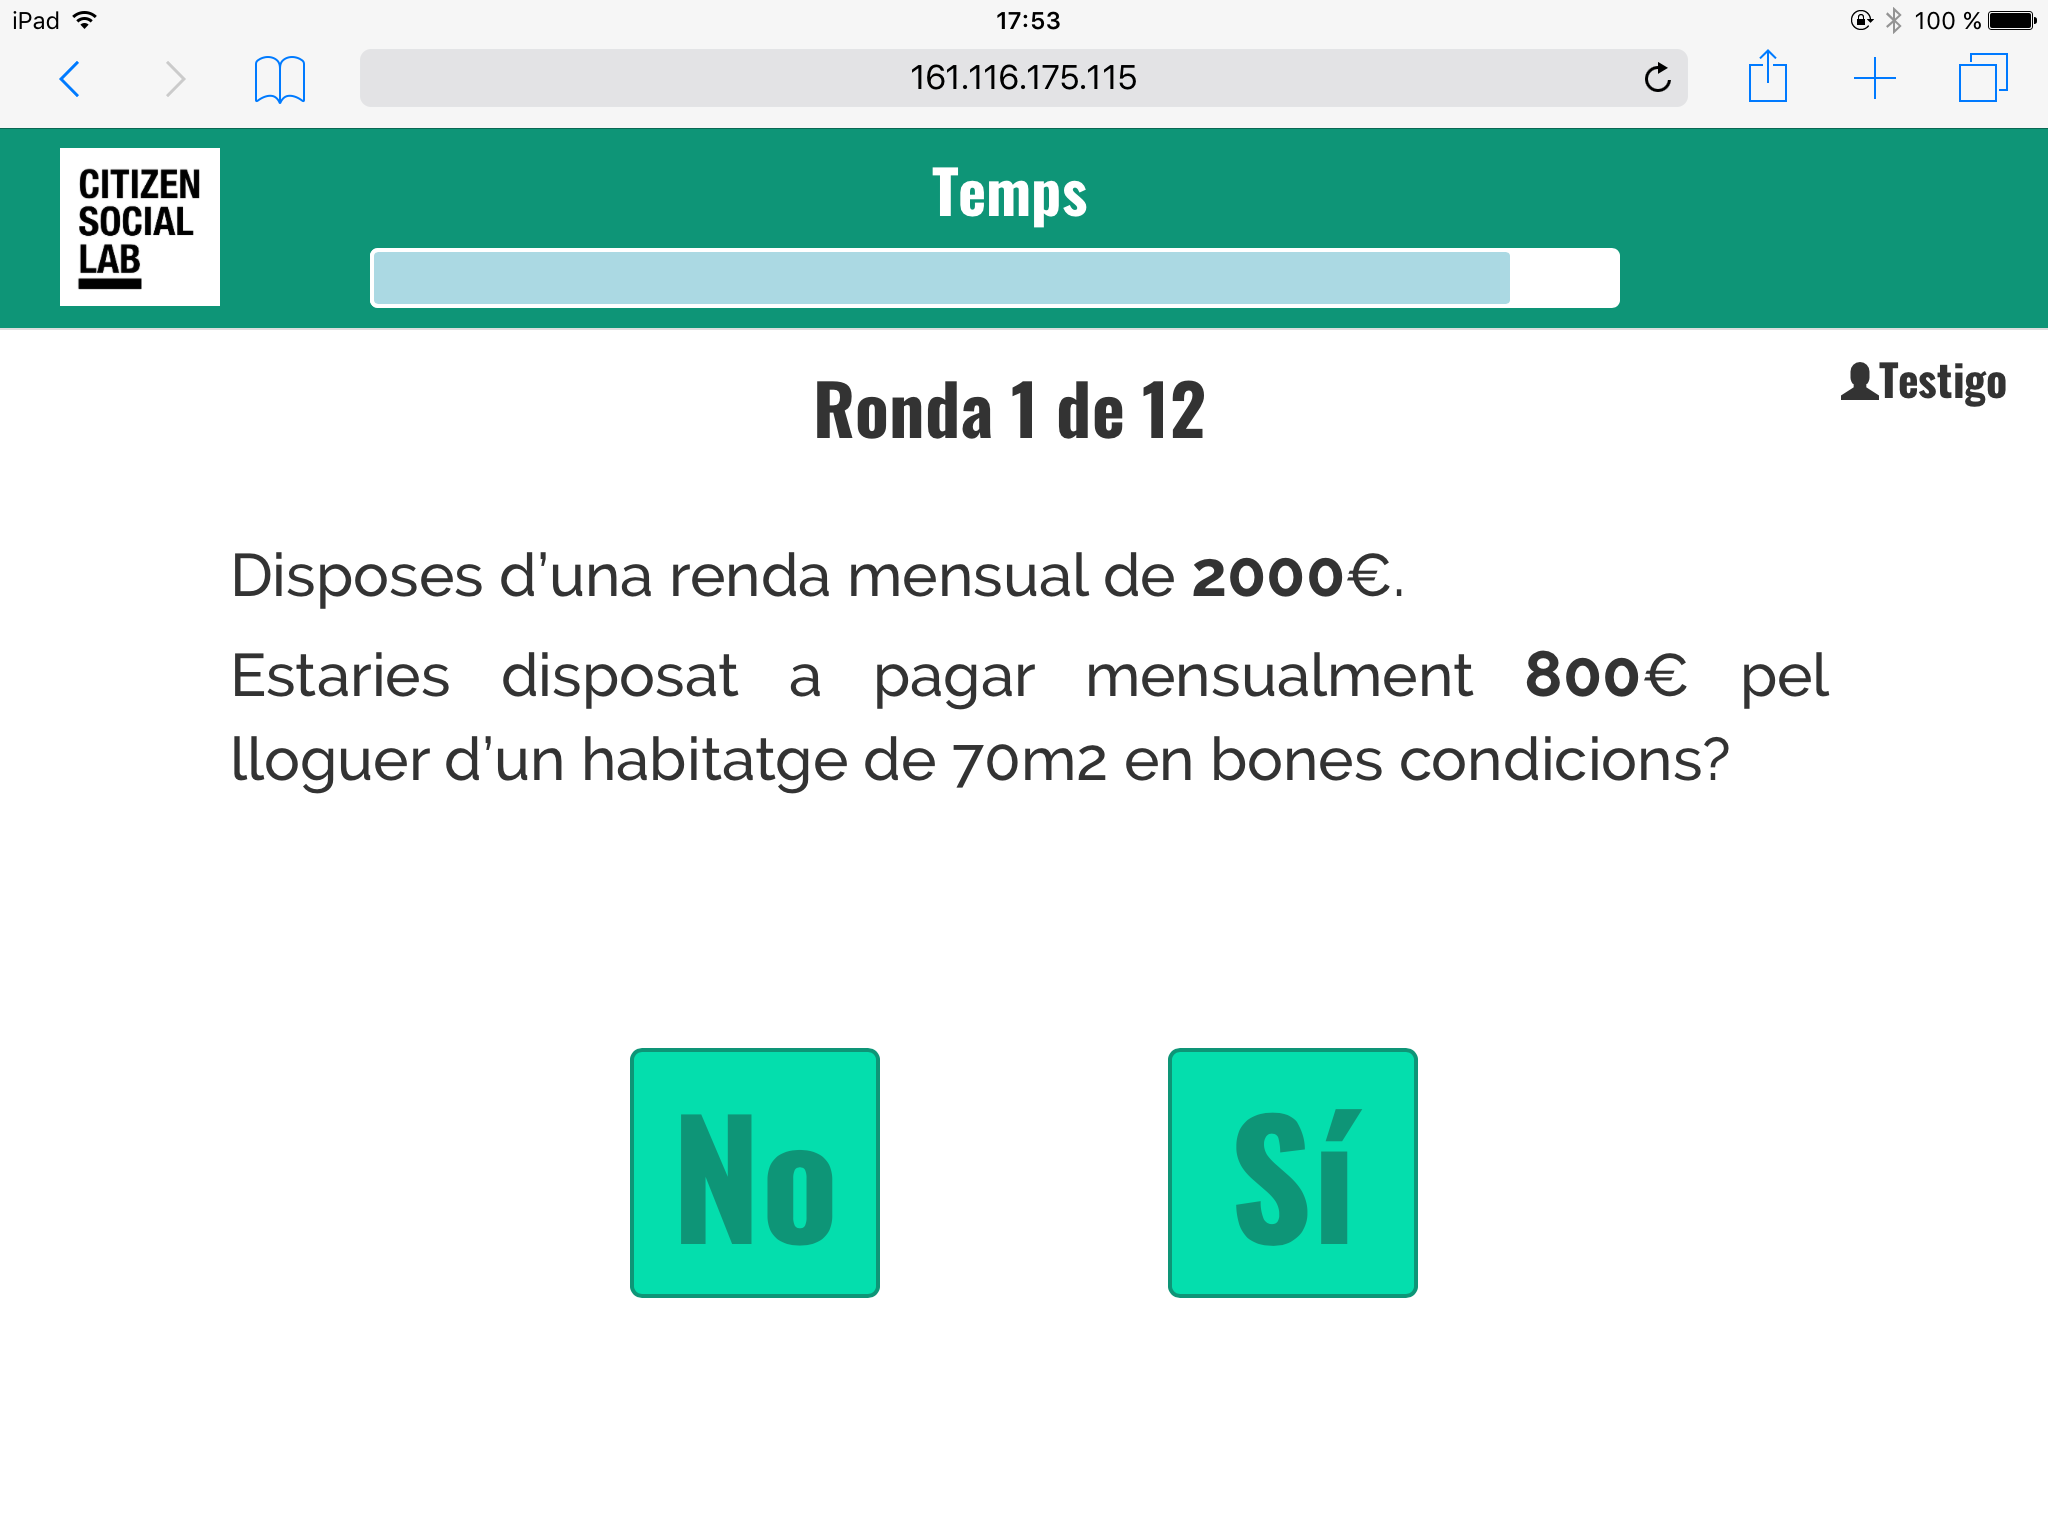 iPad 17:53 100 %
161.116.175.115
CITIZEN
SOCIAL
LAB
Temps
Testigo
Ronda 1 de 12
Disposes d’una renda mensual de 2000€.
Estaries disposat a pagar mensualment 800€ pel
lloguer d’un habitatge de 70m2 en bones condicions?
No Sí